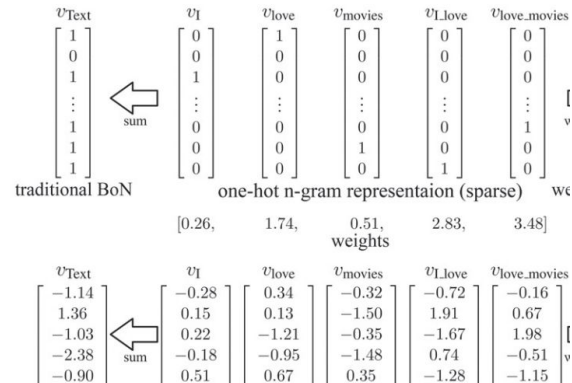 v_Text v_I v_love v_movies v_I_love v_love_movies
1 0 1 0 0 0
0 0 0 0 0 0
1 1 0 0 0 0
⋮ ⋮ ⋮ ⋮ ⋮ ⋮
1 0 0 0 0 1
1 0 0 1 0 0
1 0 0 0 1 0
sum
traditional BoN one-hot n-gram representaion (sparse)
[0.26, 1.74, 0.51, 2.83, 3.48]
weights
v_Text v_I v_love v_movies v_I_love v_love_movies
−1.14 −0.28 0.34 −0.32 −0.72 −0.16
1.36 0.15 0.13 −1.50 1.91 0.67
−1.03 0.22 −1.21 −0.35 −1.67 1.98
−2.38 −0.18 −0.95 −1.48 0.74 −0.51
sum
−0.90 0.51 0.67 0.35 −1.28 −1.15